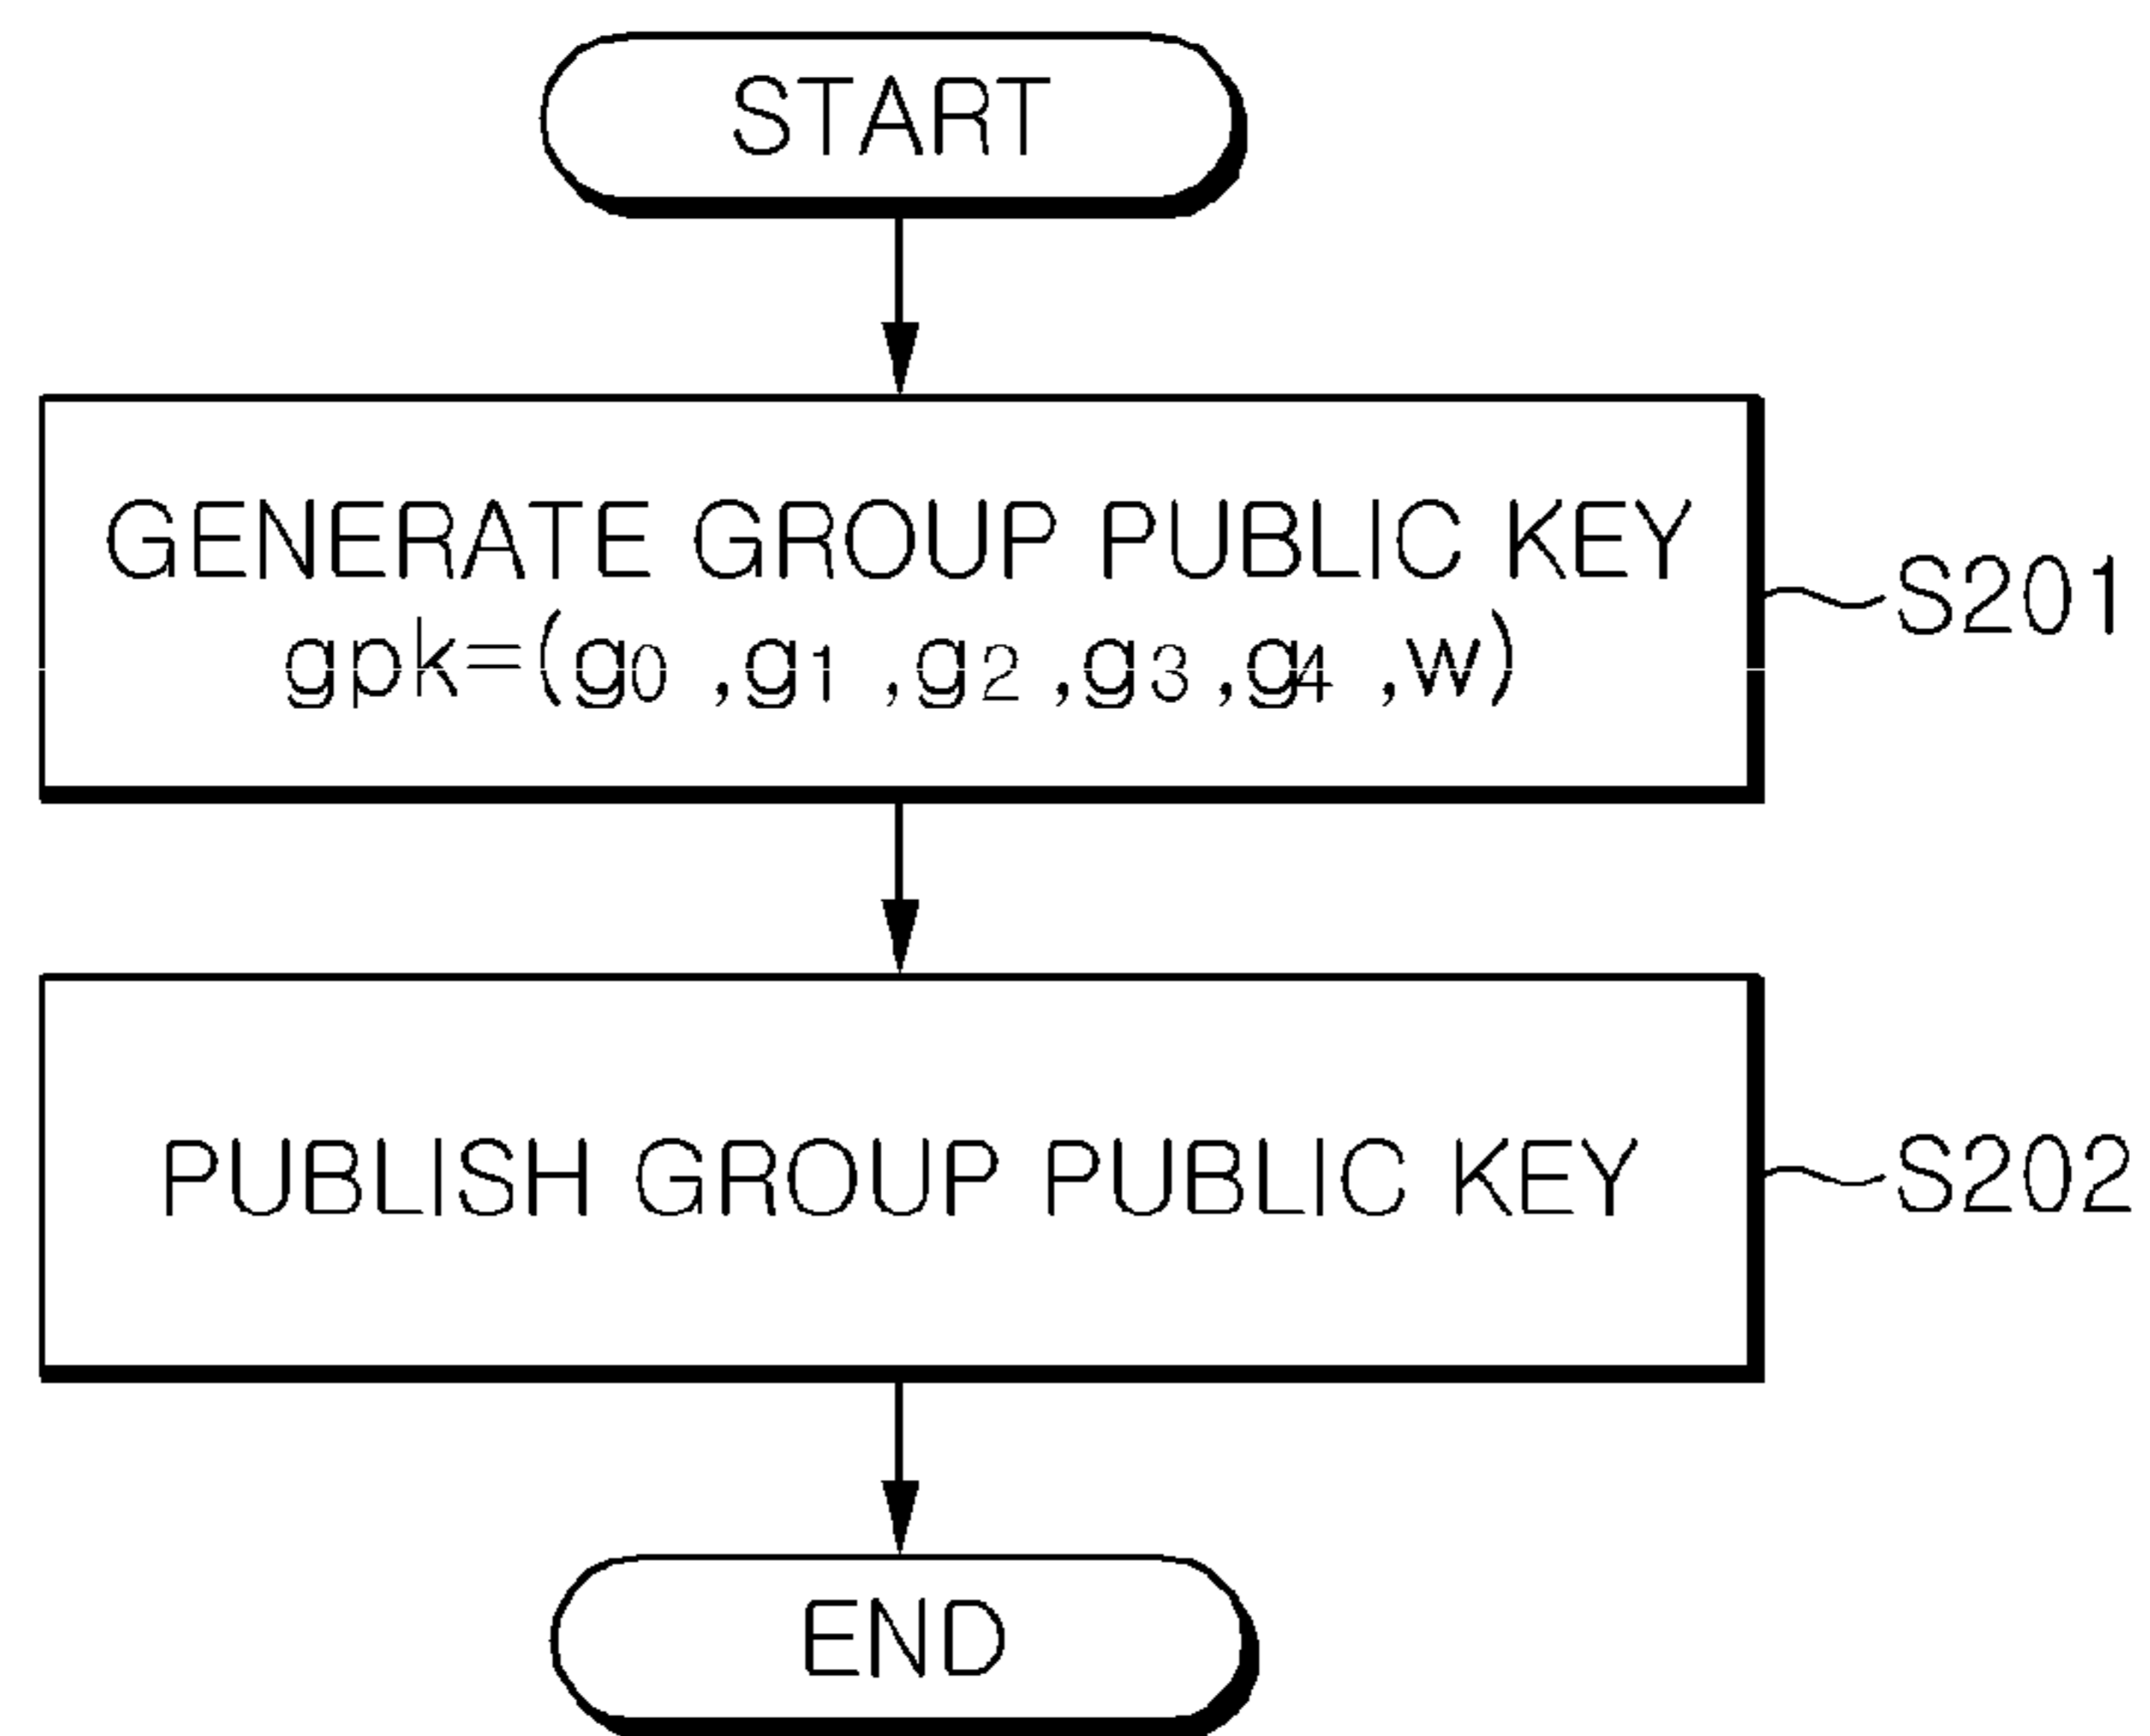 START
GENERATE GROUP PUBLIC KEY
gpk=(g0 ,g1 ,g2 ,g3 ,g4 ,w)
S201
PUBLISH GROUP PUBLIC KEY
S202
END